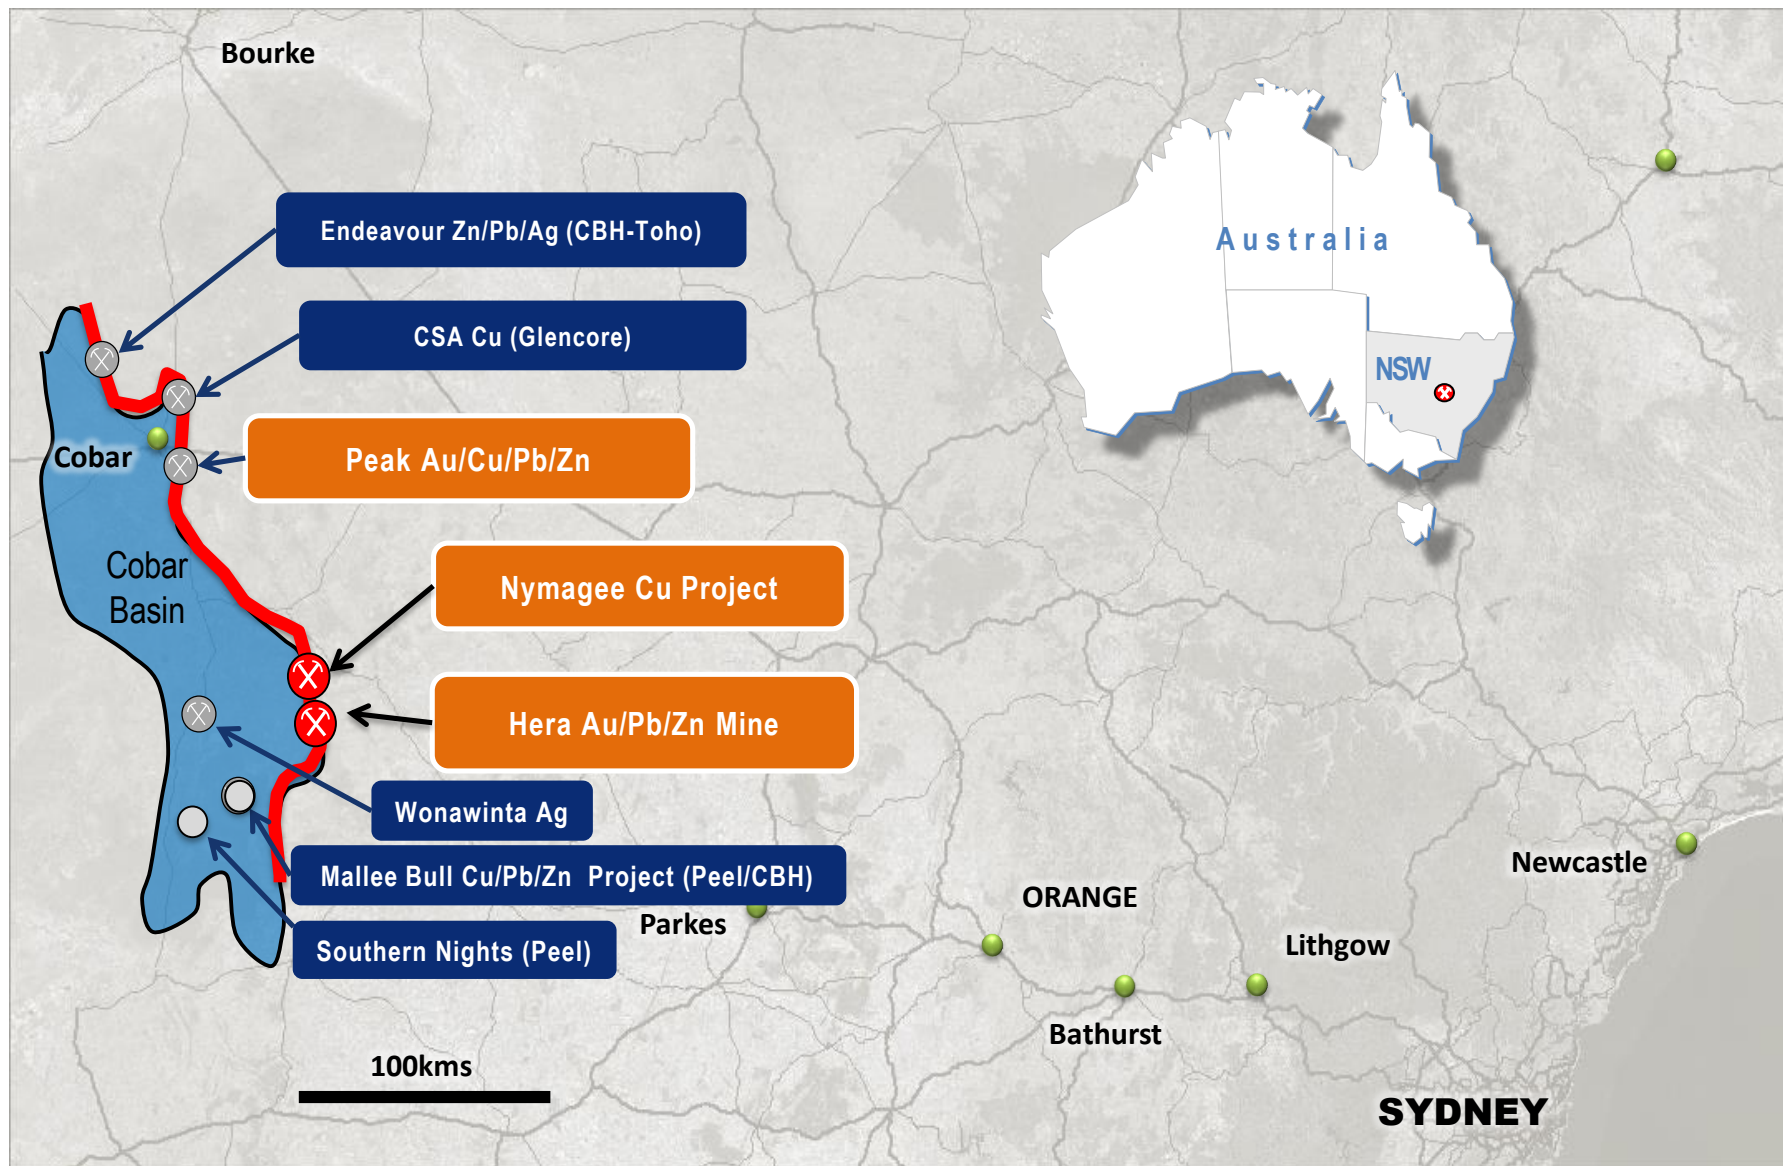 Bourke
Endeavour Zn/Pb/Ag (CBH-Toho)
Australia
CSA Cu (Glencore)
NSW
Cobar
Peak Au/Cu/Pb/Zn
Cobar
Basin
Nymagee Cu Project
Hera Au/Pb/Zn Mine
Wonawinta Ag
Mallee Bull Cu/Pb/Zn Project (Peel/CBH)
Newcastle
ORANGE
Parkes
Southern Nights (Peel)
Lithgow
Bathurst
100kms
SYDNEY